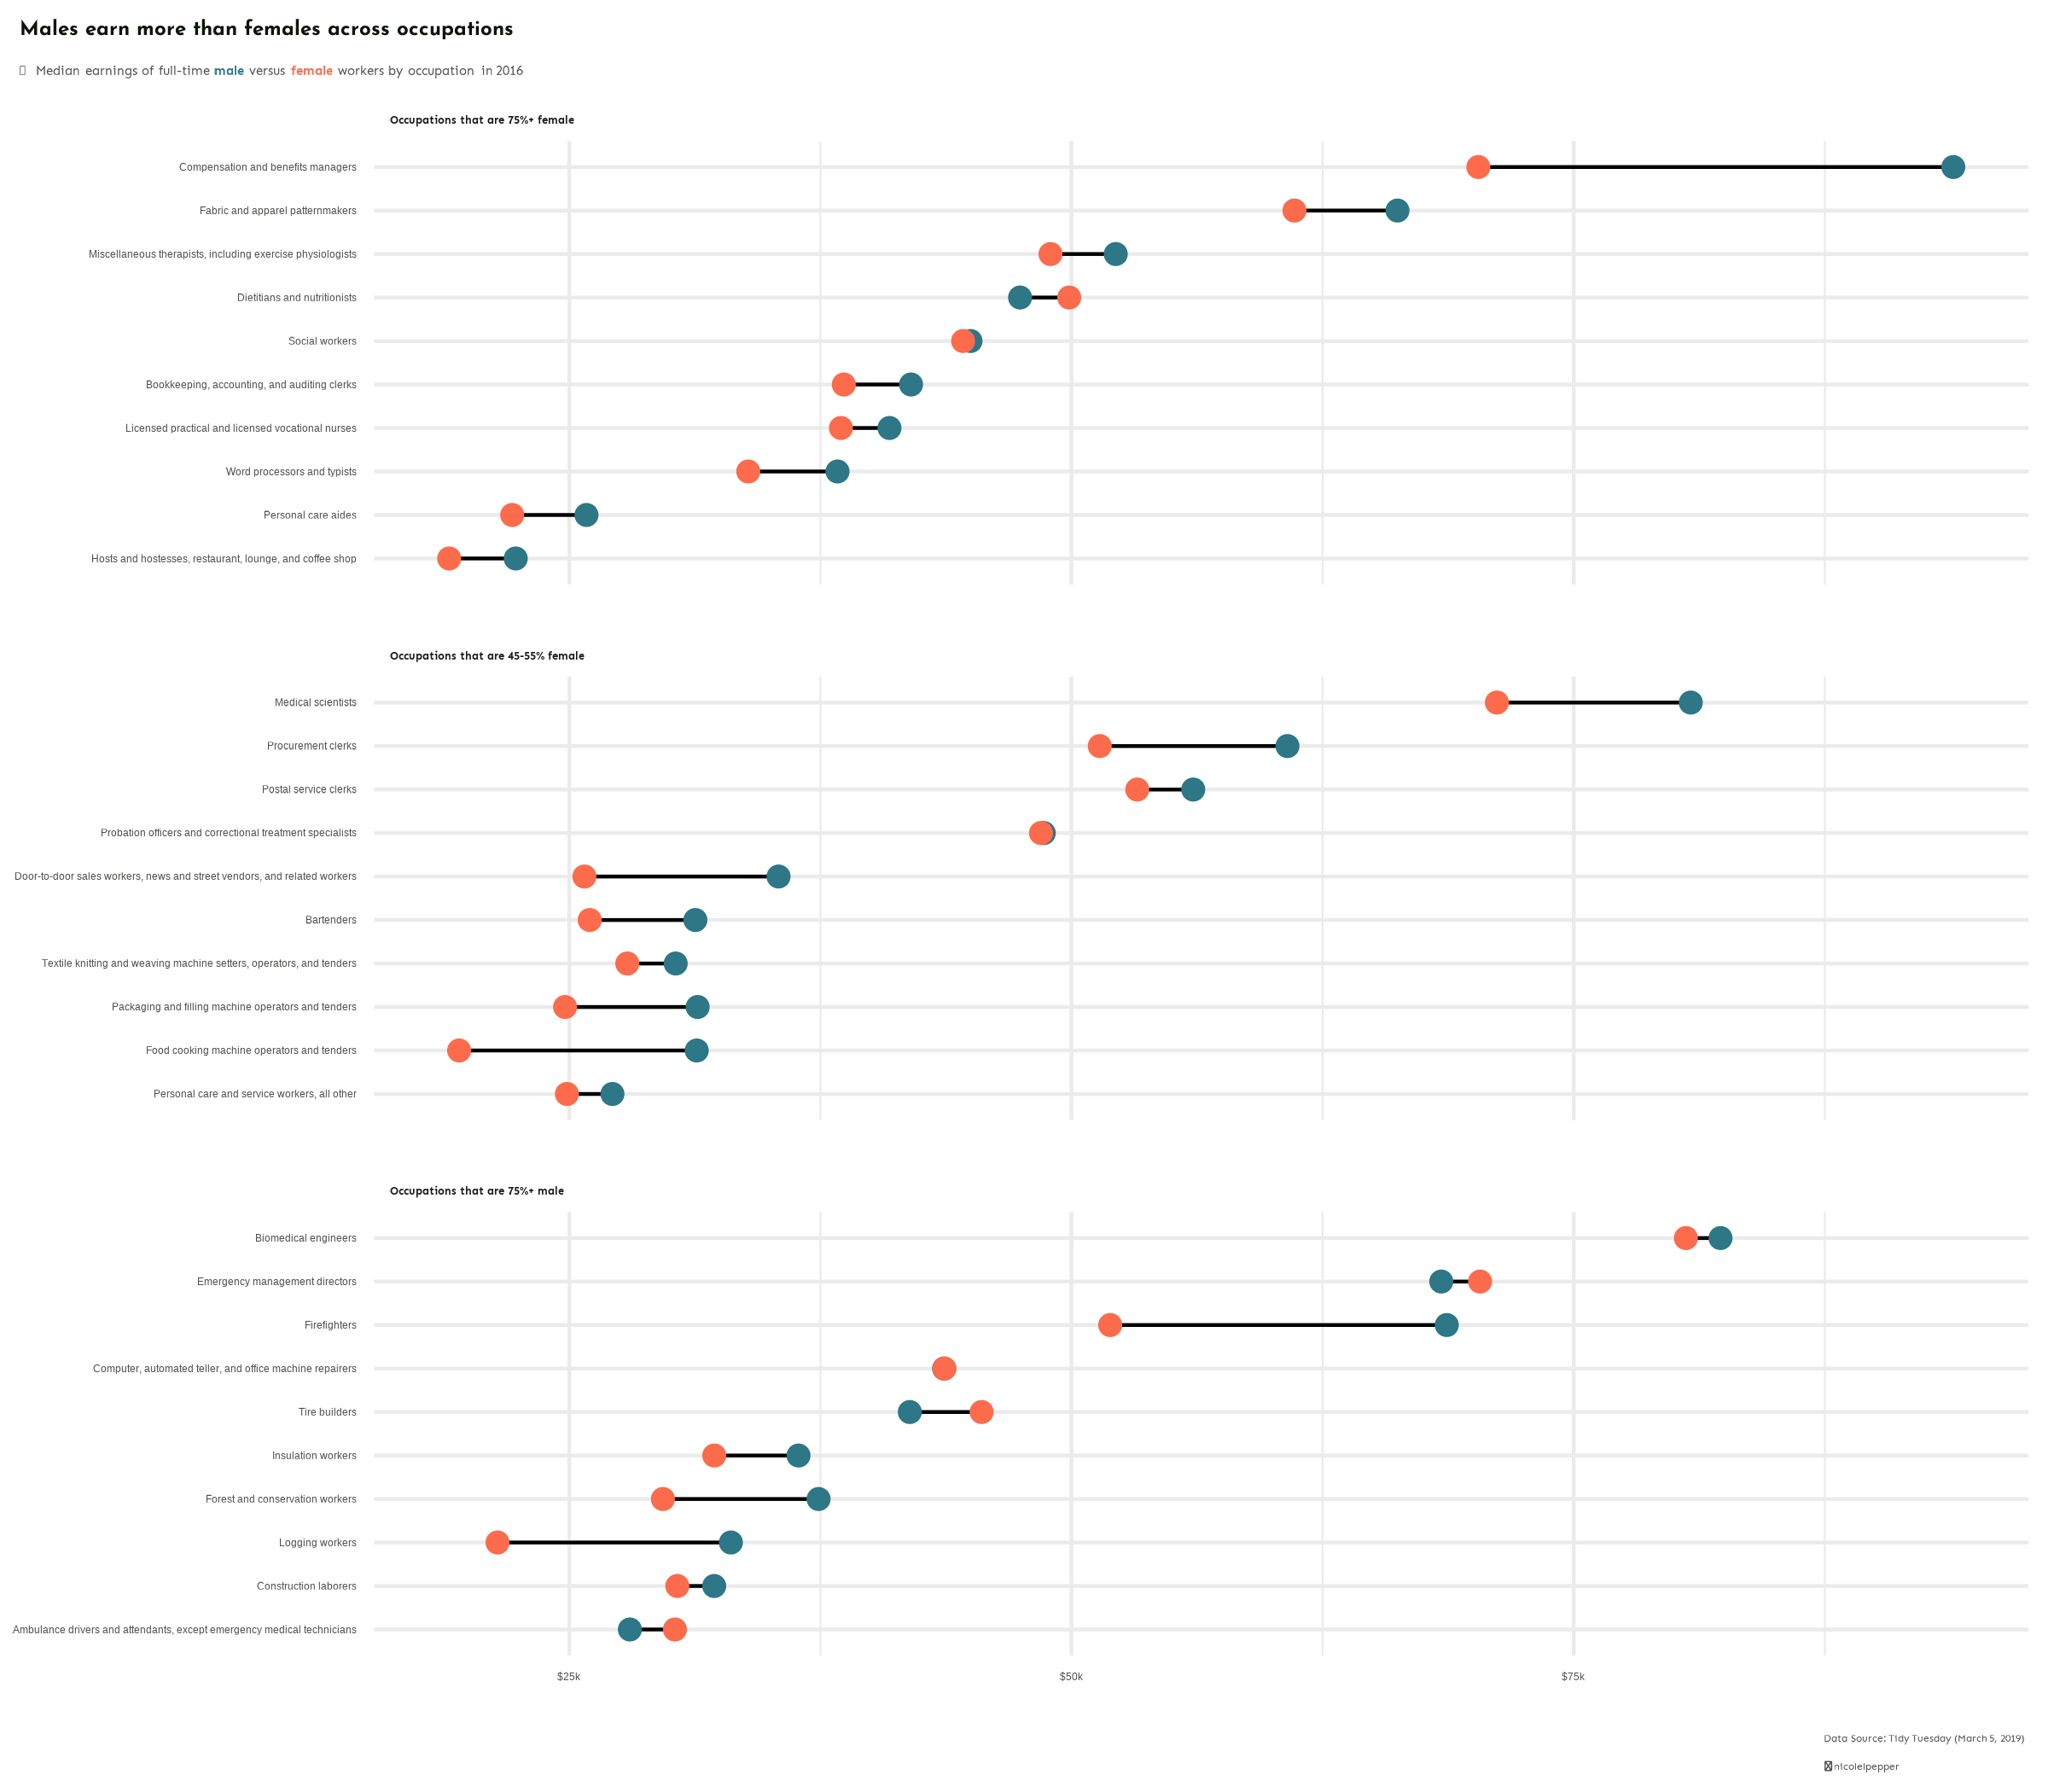 Males earn more than females across occupations
Median earnings of full-time male versus female workers by occupation in 2016
Occupations that are 75%+ female
Compensation and benefits managers
Fabric and apparel patternmakers
Miscellaneous therapists, including exercise physiologists
Dietitians and nutritionists
Social workers
Bookkeeping, accounting, and auditing clerks
Licensed practical and licensed vocational nurses
Word processors and typists
Personal care aides
Hosts and hostesses, restaurant, lounge, and coffee shop
Occupations that are 45-55% female
Medical scientists
Procurement clerks
Postal service clerks
Probation officers and correctional treatment specialists
Door-to-door sales workers, news and street vendors, and related workers
Bartenders
Textile knitting and weaving machine setters, operators, and tenders
Packaging and filling machine operators and tenders
Food cooking machine operators and tenders
Personal care and service workers, all other
Occupations that are 75%+ male
Biomedical engineers
Emergency management directors
Firefighters
Computer, automated teller, and office machine repairers
Tire builders
Insulation workers
Forest and conservation workers
Logging workers
Construction laborers
Ambulance drivers and attendants, except emergency medical technicians
$25k $50k $75k
Data Source: Tidy Tuesday (March 5, 2019)
nicolelpepper